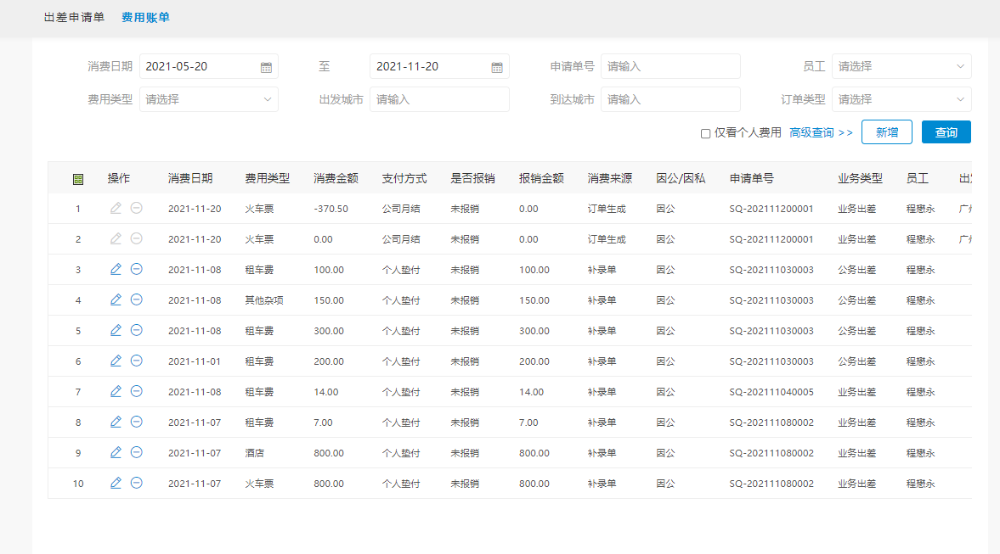 出差申请单 费用账单
消费日期 2021-05-20 至 2021-11-20 申请单号 请输入 员工 请选择
费用类型 请选择 出发城市 请输入 到达城市 请输入 订单类型 请选择
仅看个人费用 高级查询 >> 新增 查询
操作 消费日期 费用类型 消费金额 支付方式 是否报销 报销金额 消费来源 因公/因私 申请单号 业务类型 员工 出
1 2021-11-20 火车票 -370.50 公司月结 未报销 0.00 订单生成 因公 SQ-202111200001 业务出差 程懋永 广
2 2021-11-20 火车票 0.00 公司月结 未报销 0.00 订单生成 因公 SQ-202111200001 业务出差 程懋永 广
3 2021-11-08 租车费 100.00 个人垫付 未报销 100.00 补录单 因公 SQ-202111030003 公务出差 程懋永
4 2021-11-08 其他杂项 150.00 个人垫付 未报销 150.00 补录单 因公 SQ-202111030003 公务出差 程懋永
5 2021-11-08 租车费 300.00 个人垫付 未报销 300.00 补录单 因公 SQ-202111030003 公务出差 程懋永
6 2021-11-01 租车费 200.00 个人垫付 未报销 200.00 补录单 因公 SQ-202111030003 公务出差 程懋永
7 2021-11-08 租车费 14.00 个人垫付 未报销 14.00 补录单 因公 SQ-202111040005 业务出差 程懋永
8 2021-11-07 租车费 7.00 个人垫付 未报销 7.00 补录单 因公 SQ-202111080002 业务出差 程懋永
9 2021-11-07 酒店 800.00 个人垫付 未报销 800.00 补录单 因公 SQ-202111080002 业务出差 程懋永
10 2021-11-07 火车票 800.00 个人垫付 未报销 800.00 补录单 因公 SQ-202111080002 业务出差 程懋永